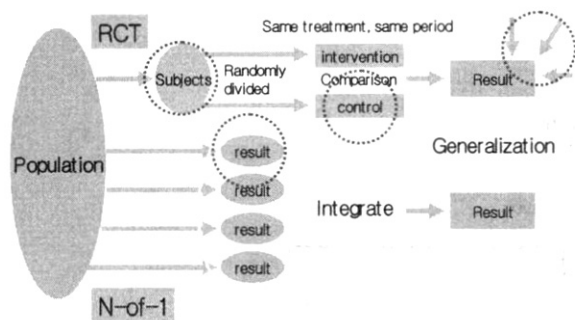 RCT
Same treatment, same period
intervention
Subjects
Randomly
divided
Comparison
Result
control
result
Generalization
Population
result
Integrate
Result
result
result
N-of-1